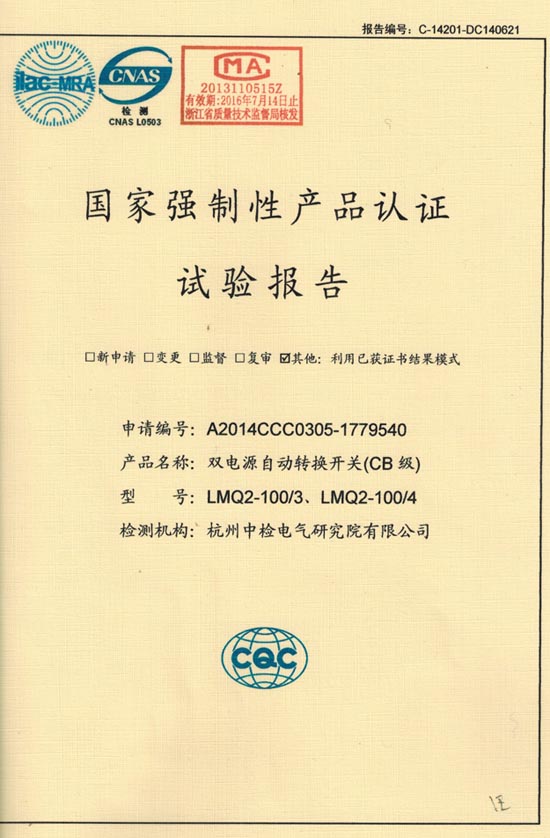 报告编号：C-14201-DC140621
ilac-MRA
CNAS
检 测
CNAS L0503
CMA
2013110515Z
有效期：2016年7月14日止
浙江省质量技术监督局核发
国家强制性产品认证
试验报告
□新申请 □变更 □监督 □复审 ☑其他：利用已获证书结果模式
申请编号：A2014CCC0305-1779540
产品名称：双电源自动转换开关(CB 级)
型 号：LMQ2-100/3、LMQ2-100/4
检测机构：杭州中检电气研究院有限公司
CQC